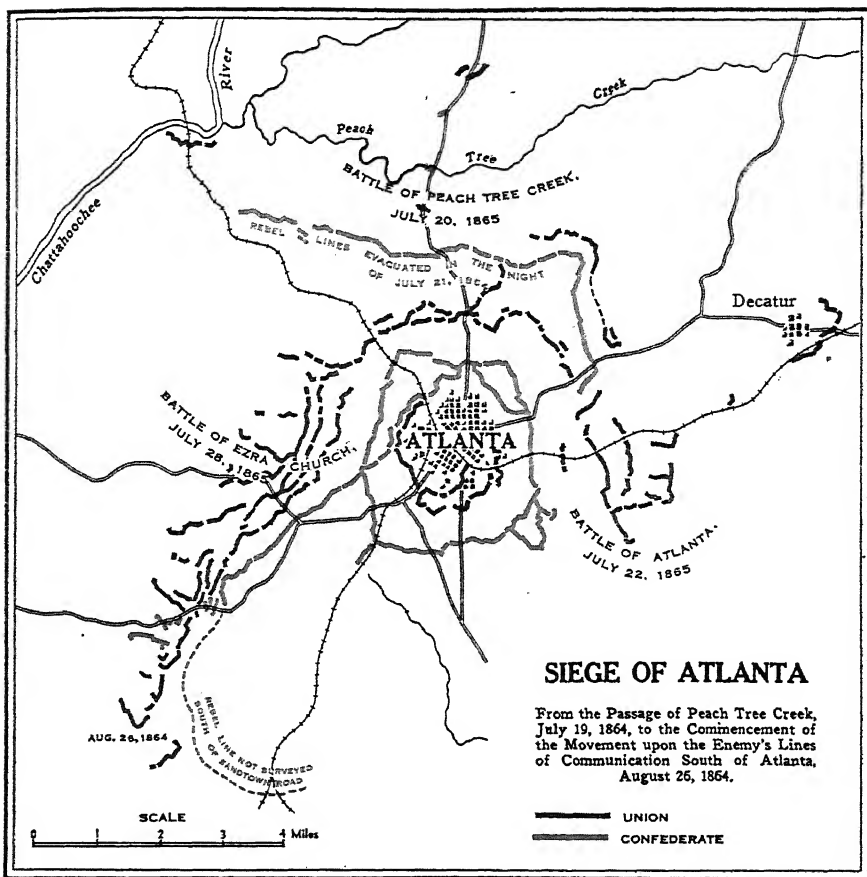 River
Chattahoochee
Peach
Tree
Creek
BATTLE OF PEACH TREE CREEK.
JULY 20, 1865
REBEL LINES EVACUATED IN THE NIGHT
OF JULY 21, 186
Decatur
BATTLE OF EZRA CHURCH,
JULY 28, 186
ATLANTA
BATTLE OF ATLANTA.
JULY 22, 1865
AUG. 26, 1864
REBEL LINE NOT SURVEYED
SOUTH OF SANDTOWN ROAD
SIEGE OF ATLANTA
From the Passage of Peach Tree Creek,
July 19, 1864, to the Commencement of
the Movement upon the Enemy's Lines
of Communication South of Atlanta,
August 26, 1864.
SCALE
0 1 2 3 4 Miles
UNION
CONFEDERATE